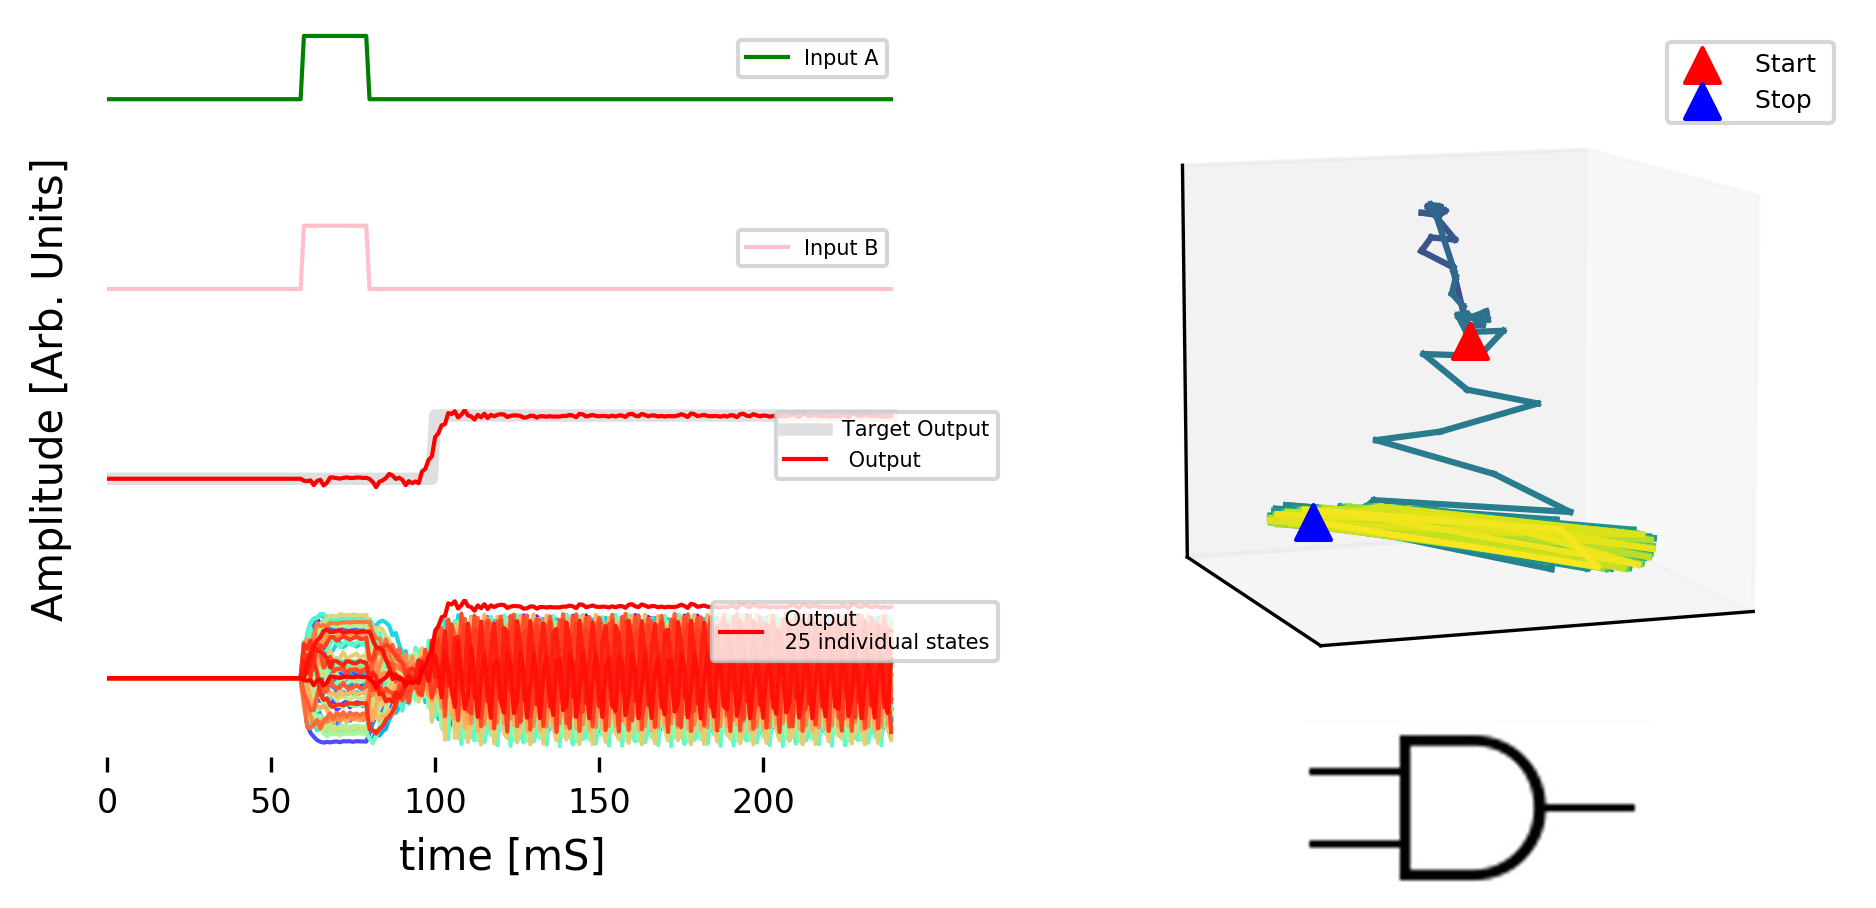 Input A
Input B
Target Output
Output
Output
25 individual states
Amplitude [Arb. Units]
0 50 100 150 200
time [mS]
Start
Stop